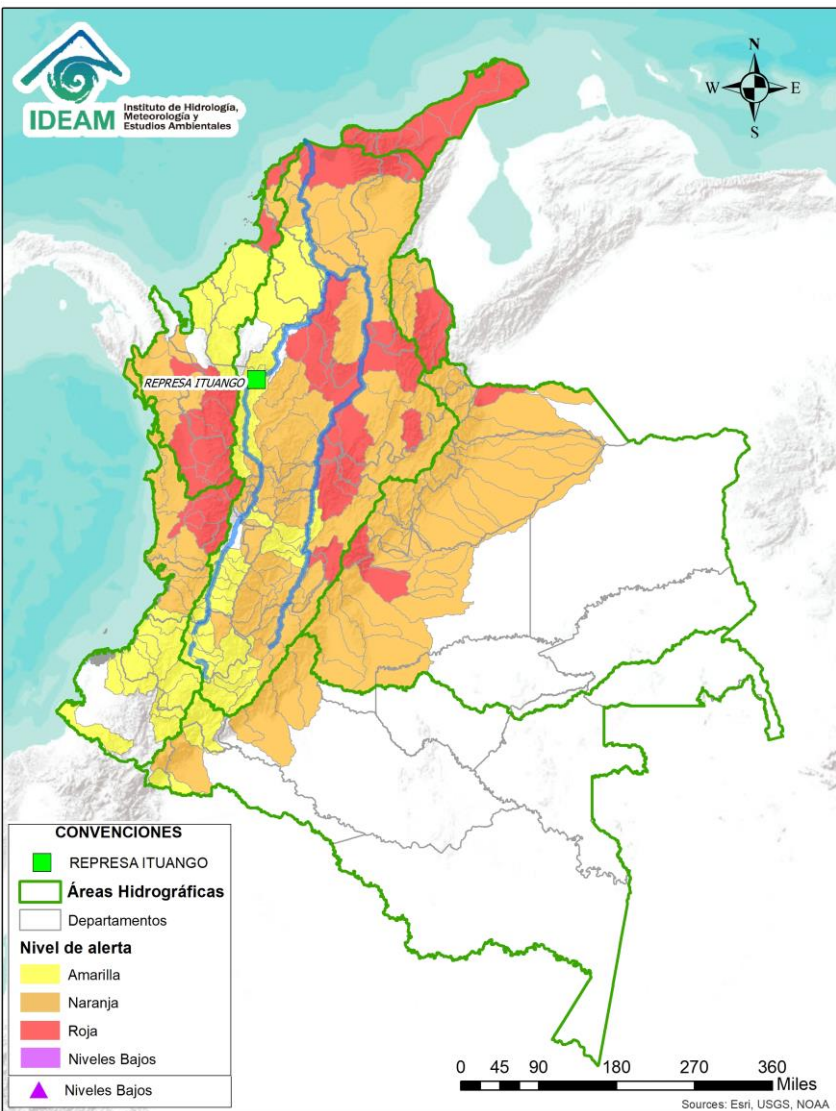 IDEAM
Instituto de Hidrología,
Meteorología y
Estudios Ambientales
N
W
E
S
REPRESA ITUANGO
CONVENCIONES
REPRESA ITUANGO
Áreas Hidrográficas
Departamentos
Nivel de alerta
Amarilla
Naranja
Roja
Niveles Bajos
Niveles Bajos
0 45 90 180 270 360
Miles
Sources: Esri, USGS, NOAA